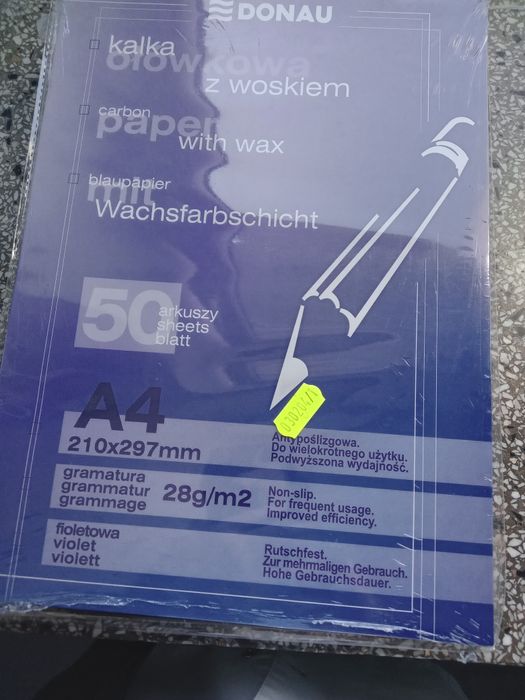 DONAU
kalka
ołówkowa
z woskiem
carbon
paper
with wax
blaupapier
mit
Wachsfarbschicht
50
arkuszy
sheets
blatt
A4
210x297mm
Antypoślizgowa.
Do wielokrotnego użytku.
Podwyższona wydajność.
gramatura
grammatur
grammage
28g/m2
Non-slip.
For frequent usage.
Improved efficiency.
fioletowa
violet
violett
Rutschfest.
Zur mehrmaligen Gebrauch.
Hohe Gebrauchsdauer.